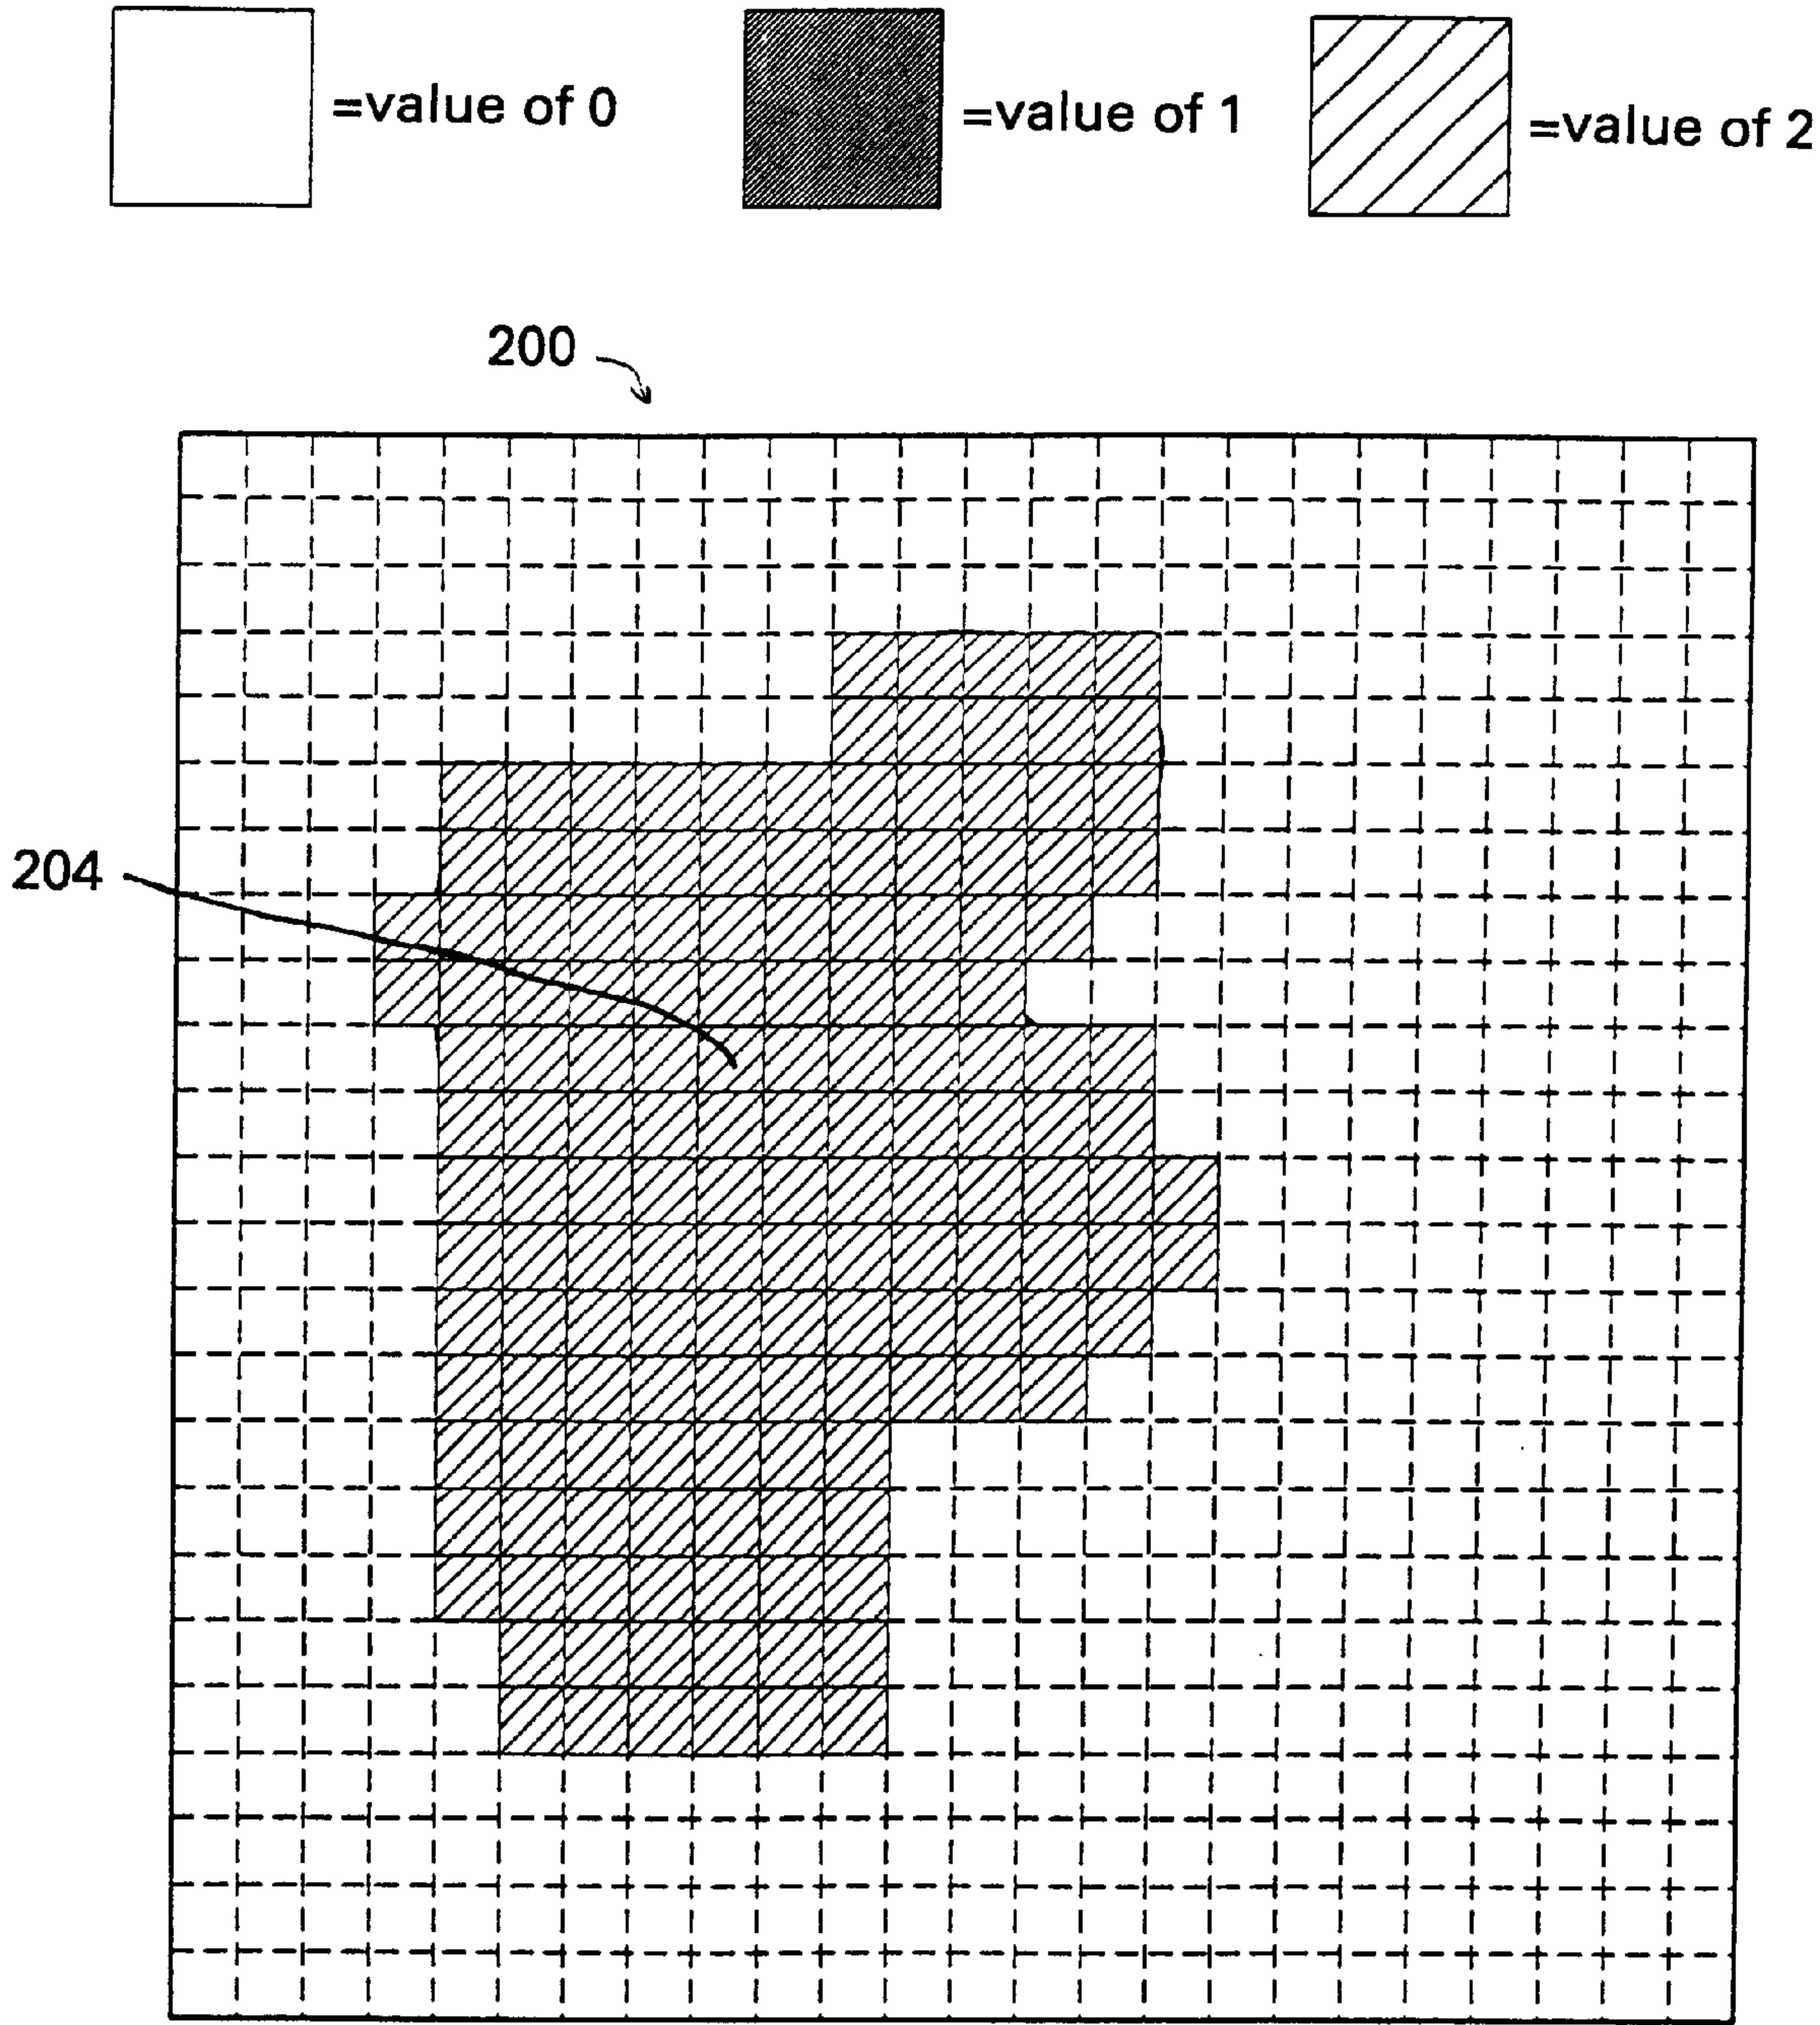 =value of 0
=value of 1
=value of 2
200
204